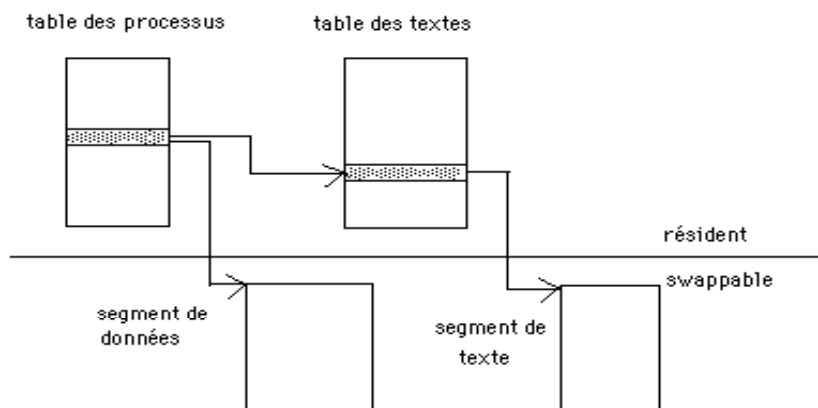 table des processus
table des textes
résident
swappable
segment de
données
segment de
texte